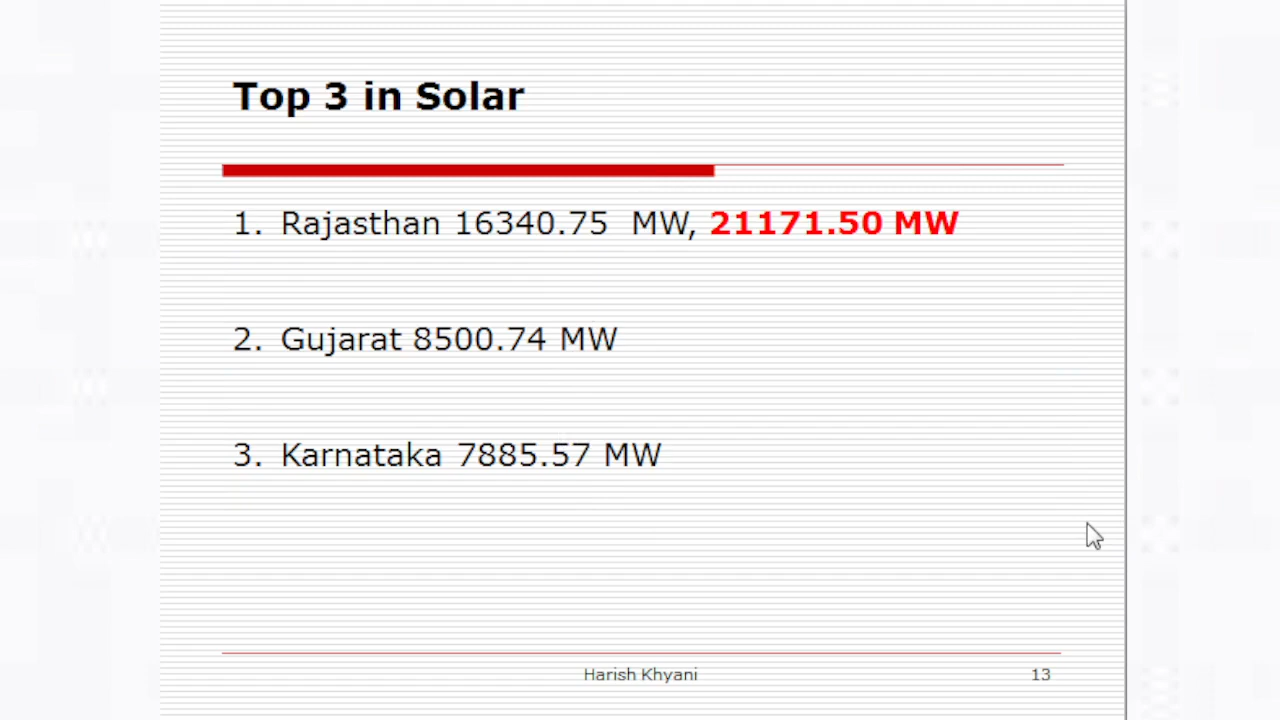 Top 3 in Solar
1. Rajasthan 16340.75 MW, 21171.50 MW
2. Gujarat 8500.74 MW
3. Karnataka 7885.57 MW
Harish Khyani 13